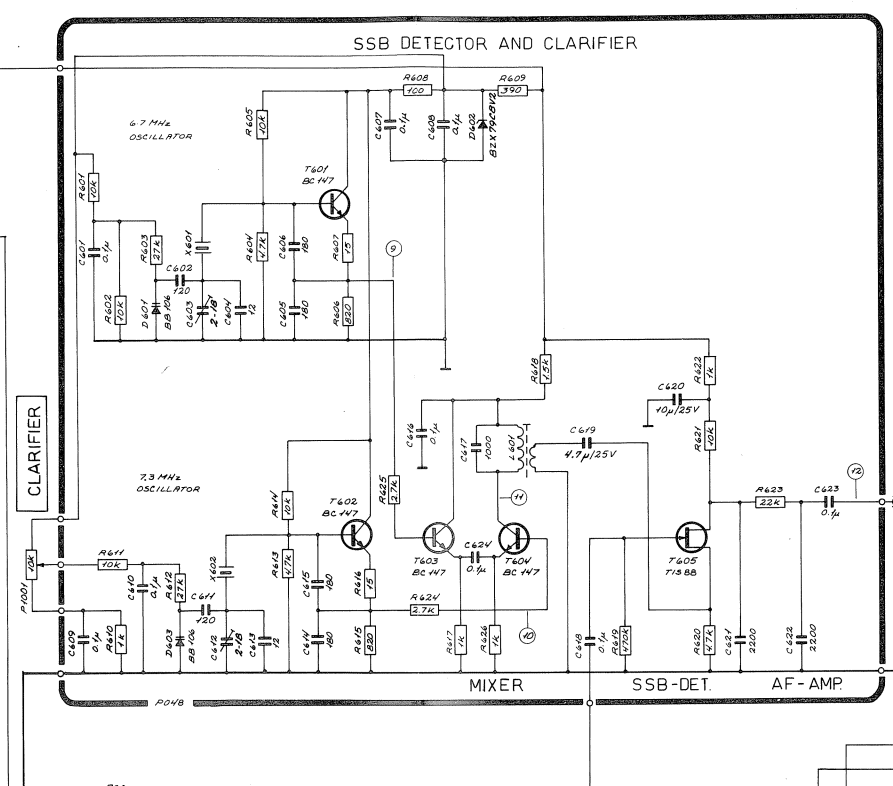 SSB DETECTOR AND CLARIFIER
R608
100
R609
390
R605
10k
C607
0.1µ
C608
0.1µ
D602
BZX79C8V2
6.7 MHz
OSCILLATOR
T601
BC147
R601
10k
C601
0.1µ
R602
10k
R603
27k
C602
120
D601
BB106
X601
C603
2-18
C604
12
R604
4.7k
C606
180
C605
180
R607
15
R606
820
9
CLARIFIER
7.3 MHz
OSCILLATOR
R618
1.5k
R622
1k
C620
10µ/25V
R621
10k
C616
0.1µ
C617
1000
L601
C619
4.7µ/25V
R614
10k
R625
2.7k
11
R623
22k
C623
0.1µ
12
T602
BC147
T603
BC147
C624
0.1µ
T604
BC147
T605
TIS88
P1001
10k
R611
10k
C610
0.1µ
R612
27k
C611
120
X602
R613
4.7k
C615
180
R616
15
R624
2.7k
10
C609
0.1µ
R610
1k
D603
BB106
C612
2-18
C613
12
C614
180
R615
820
R617
1k
R626
1k
C618
0.1µ
R619
470k
R620
4.7k
C621
2200
C622
2200
MIXER
SSB-DET.
AF-AMP.
P048